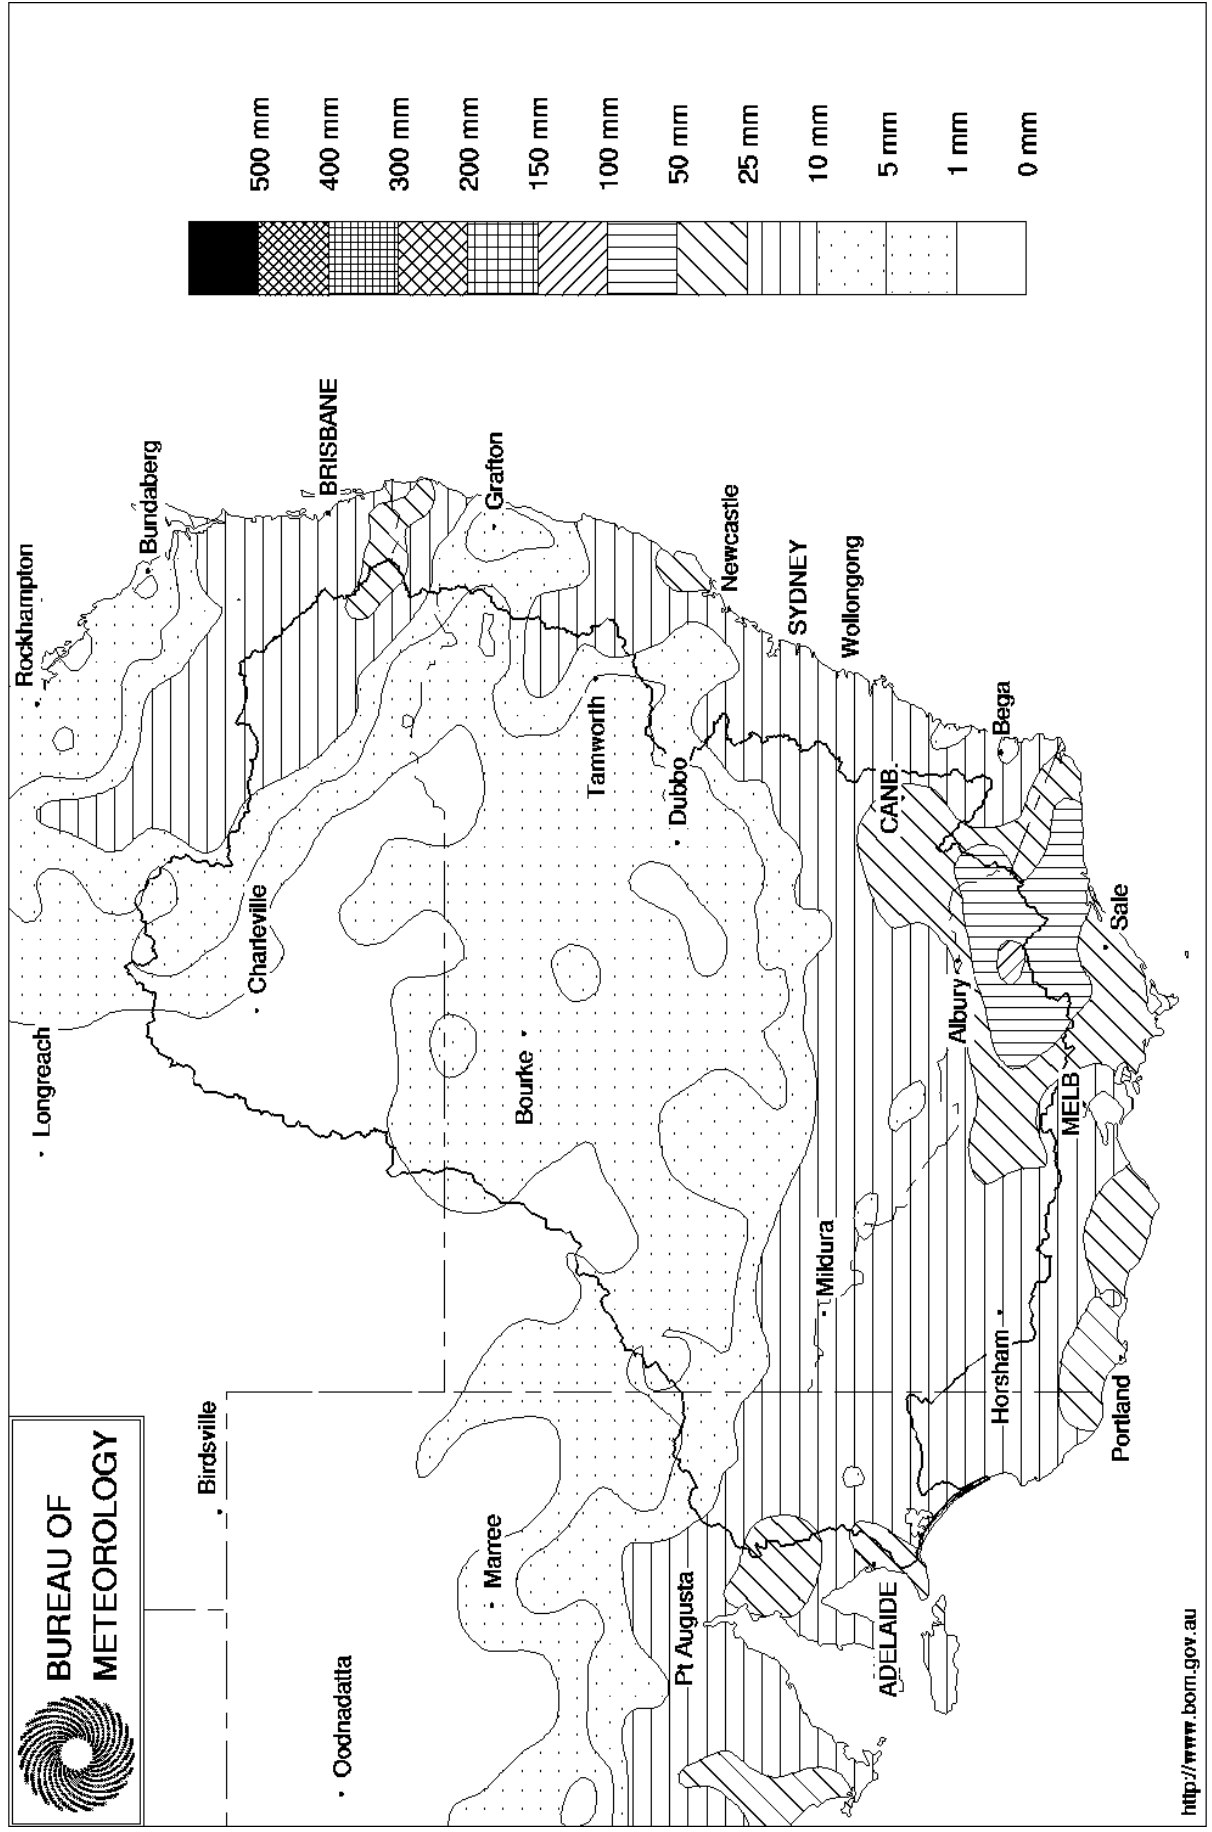 BUREAU OF
METEOROLOGY
Birdsville
Longreach
Rockhampton
Bundaberg
Oodnadatta
Charleville
BRISBANE
Marree
Bourke
Grafton
Tamworth
Pt Augusta
Dubbo
Newcastle
SYDNEY
Mildura
Wollongong
ADELAIDE
CANB.
Albury
Horsham
Bega
MELB
Portland
Sale
500 mm
400 mm
300 mm
200 mm
150 mm
100 mm
50 mm
25 mm
10 mm
5 mm
1 mm
0 mm
http://www.bom.gov.au